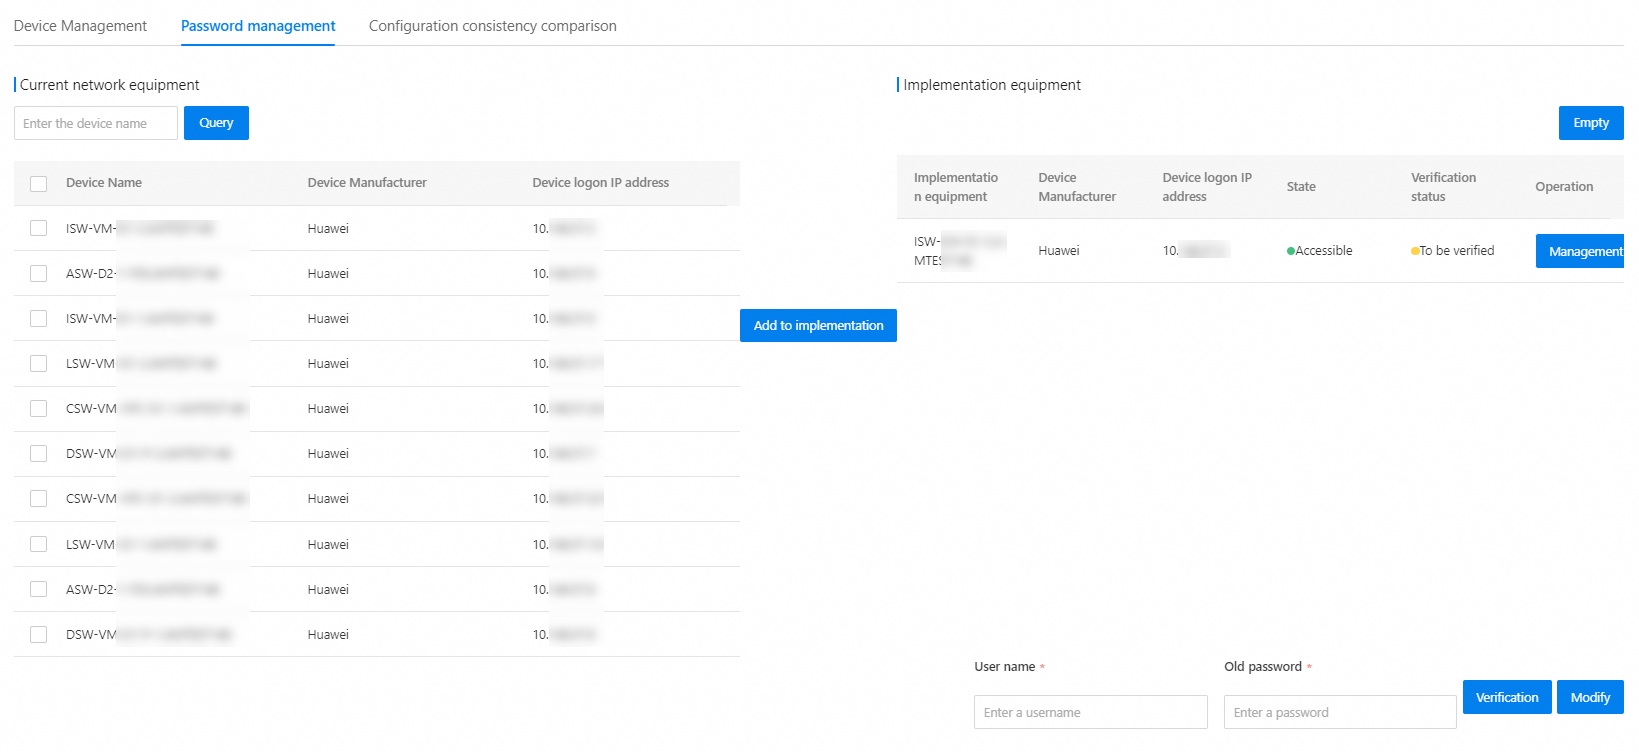 Device Management Password management Configuration consistency comparison
Current network equipment
Enter the device name Query
Device Name Device Manufacturer Device logon IP address
ISW-VM- Huawei 10.
ASW-D2- Huawei 10.
ISW-VM- Huawei 10.
LSW-VM- Huawei 10.
CSW-VM Huawei 10.
DSW-VM Huawei 10.
CSW-VM Huawei 10.
LSW-VM- Huawei 10.
ASW-D2- Huawei 10.
DSW-VM Huawei 10.
Add to implementation
Implementation equipment
Empty
Implementatio
n equipment
Device
Manufacturer
Device logon IP
address
State
Verification
status
Operation
ISW-
MTES
Huawei
10.
Accessible
To be verified
Management
User name *
Old password *
Enter a username
Enter a password
Verification
Modify